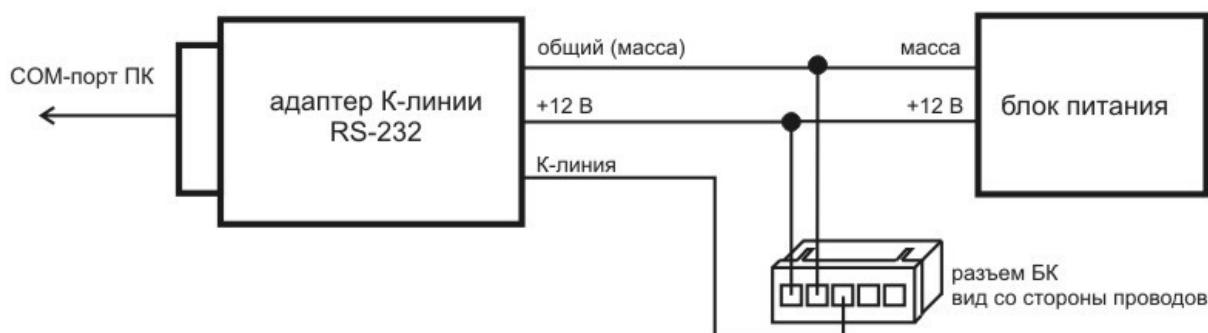 COM-порт ПК
адаптер К-линии
RS-232
общий (масса)
+12 В
К-линия
масса
+12 В
блок питания
разъем БК
вид со стороны проводов